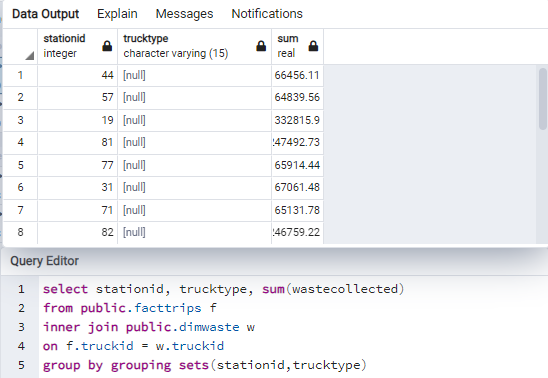 Data Output Explain Messages Notifications
stationid trucktype sum
integer character varying (15) real
1 44 [null] 66456.11
2 57 [null] 64839.56
3 19 [null] 332815.9
4 81 [null] 247492.73
5 77 [null] 65914.44
6 31 [null] 67061.48
7 71 [null] 65131.78
8 82 [null] 246759.22
Query Editor
1 select stationid, trucktype, sum(wastecollected)
2 from public.facttrips f
3 inner join public.dimwaste w
4 on f.truckid = w.truckid
5 group by grouping sets(stationid,trucktype)